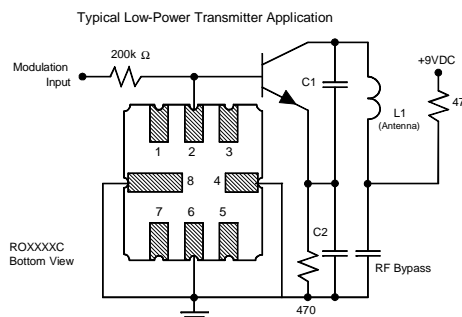 Typical Low-Power Transmitter Application
200k Ω
Modulation
Input
+9VDC
C1
47
L1
(Antenna)
1
2
3
8
4
7
6
5
ROXXXXC
Bottom View
C2
RF Bypass
470